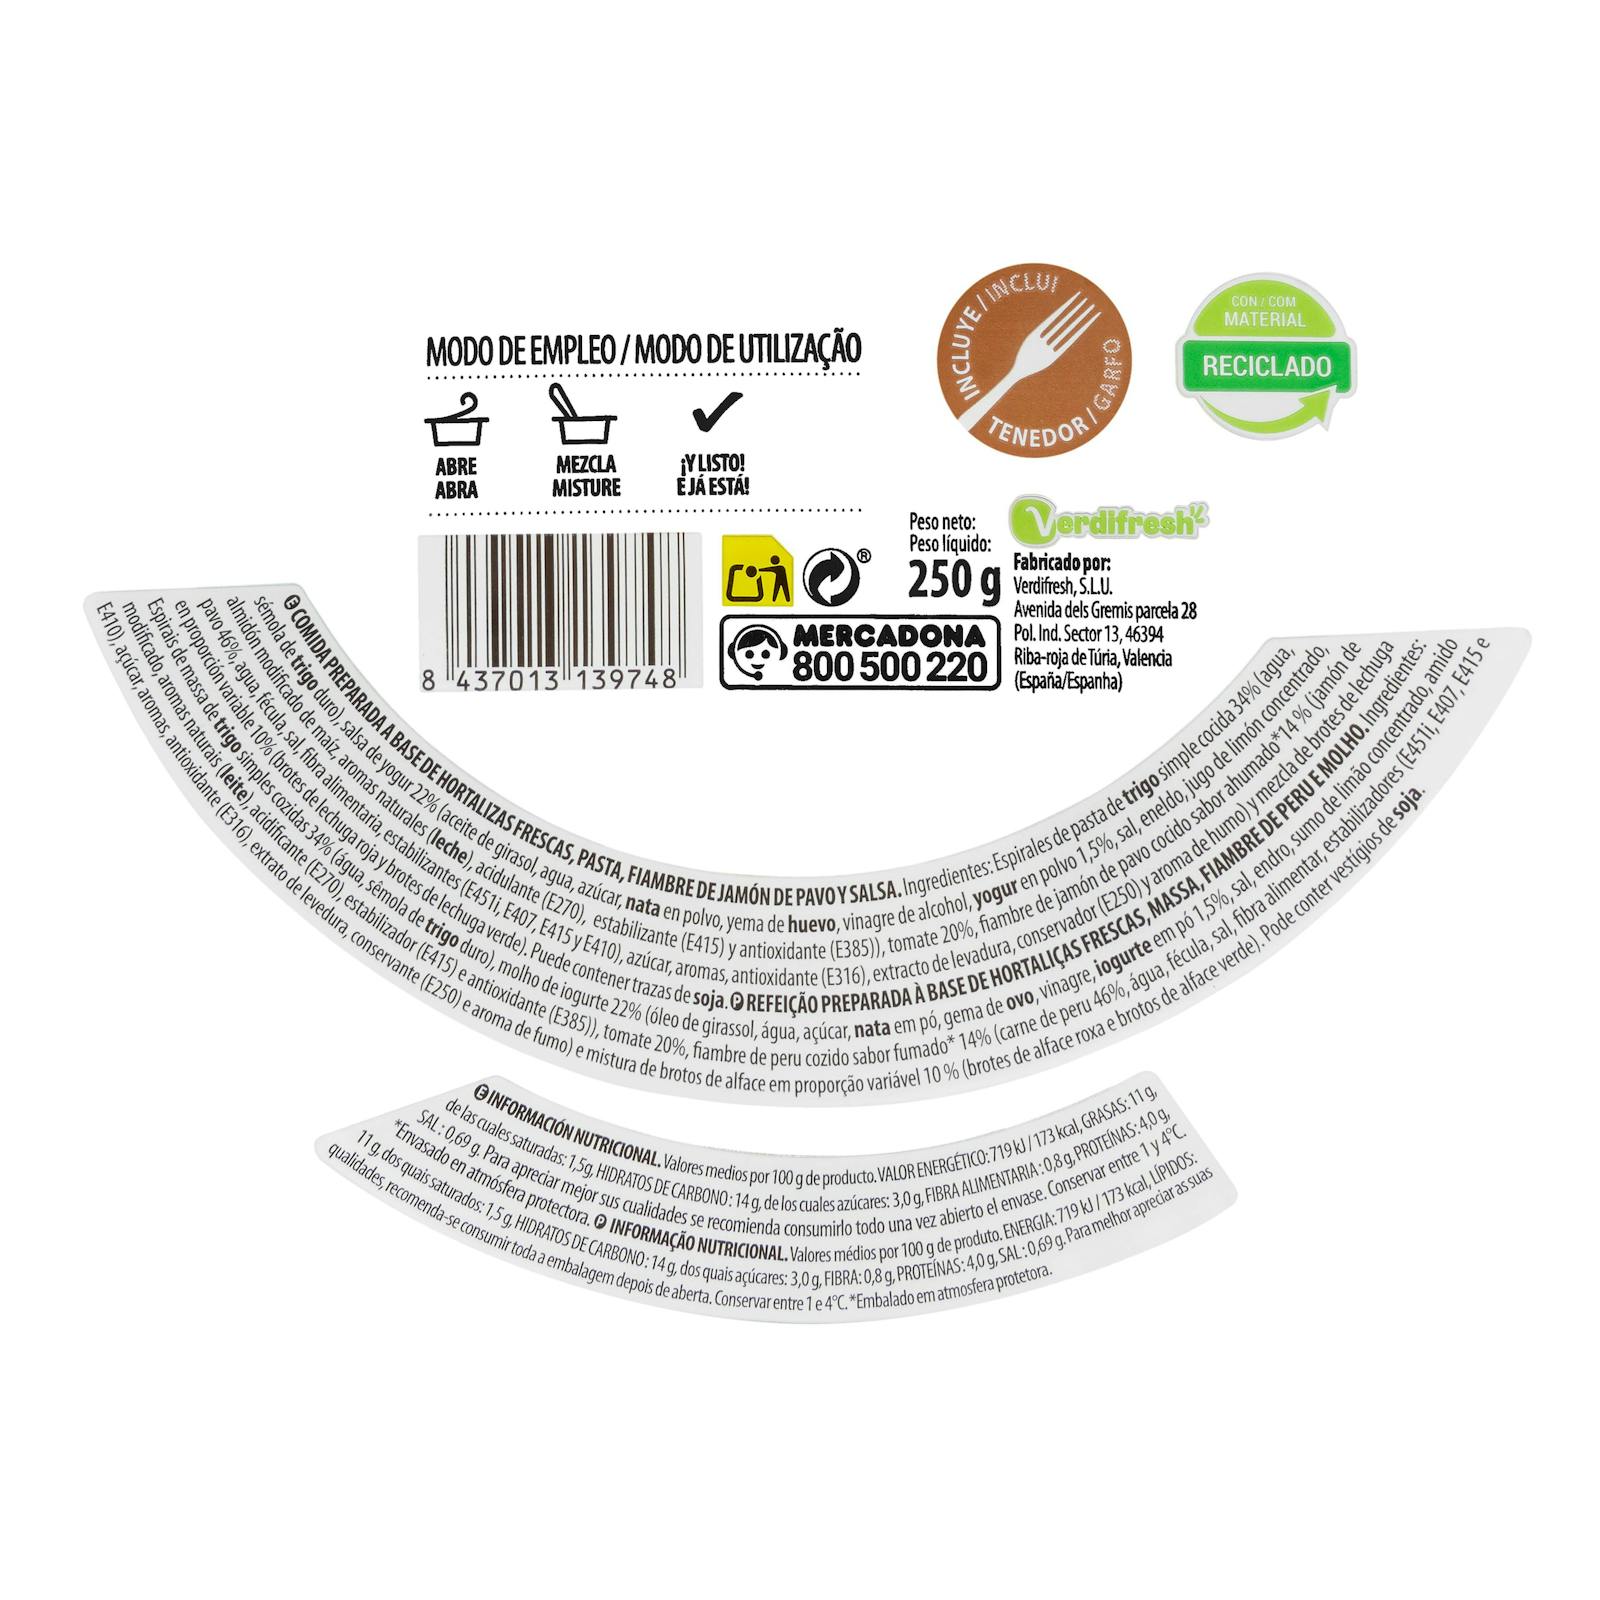 INCLUYE / INCLUI
TENEDOR / GARFO
CON / COM
MATERIAL
RECICLADO
MODO DE EMPLEO / MODO DE UTILIZAÇÃO
ABRE
ABRA
MEZCLA
MISTURE
¡Y LISTO!
E JÁ ESTÁ!
8 437013 139748
®
MERCADONA
800 500 220
Peso neto:
Peso líquido:
250 g
Verdifresh
Fabricado por:
Verdifresh, S.L.U.
Avenida dels Gremis parcela 28
Pol. Ind. Sector 13, 46394
Riba-roja de Túria, Valencia
(España/Espanha)
E COMIDA PREPARADA A BASE DE HORTALIZAS FRESCAS, PASTA, FIAMBRE DE JAMÓN DE PAVO Y SALSA. Ingredientes: Espirales de pasta de trigo simple cocida 34% (agua,
sémola de trigo duro), salsa de yogur 22% (aceite de girasol, agua, azúcar, nata en polvo, yema de huevo, vinagre de alcohol, yogur en polvo 1,5%, sal, eneldo, jugo de limón concentrado,
almidón modificado de maíz, aromas naturales (leche), acidulante (E270), estabilizante (E415) y antioxidante (E385)), tomate 20%, fiambre de jamón de pavo cocido sabor ahumado*14 % (jamón de
pavo 46%, agua, fécula, sal, fibra alimentaria, estabilizantes (E451i, E407, E415 y E410), azúcar, aromas, antioxidante (E316), extracto de levadura, conservador (E250) y aroma de humo) y mezcla de brotes de lechuga
en proporción variable 10% (brotes de lechuga roja y brotes de lechuga verde). Puede contener trazas de soja. P REFEIÇÃO PREPARADA À BASE DE HORTALIÇAS FRESCAS, MASSA, FIAMBRE DE PERU E MOLHO. Ingredientes:
Espirais de massa de trigo simples cozidas 34% (água, sêmola de trigo duro), molho de iogurte 22% (óleo de girassol, água, açúcar, nata em pó, gema de ovo, vinagre, iogurte em pó 1,5%, sal, endro, sumo de limão concentrado, amido
modificado, aromas naturais (leite), acidificante (E270), estabilizador (E415) e antioxidante (E385)), tomate 20%, fiambre de peru cozido sabor fumado* 14% (carne de peru 46%, água, fécula, sal, fibra alimentar, estabilizadores (E451i, E407, E415 e
E410), açúcar, aromas, antioxidante (E316), extrato de levedura, conservante (E250) e aroma de fumo) e mistura de brotos de alface em proporção variável 10 % (brotes de alface roxa e brotos de alface verde). Pode conter vestígios de soja.
E INFORMACIÓN NUTRICIONAL. Valores medios por 100 g de producto. VALOR ENERGÉTICO: 719 kJ / 173 kcal, GRASAS: 11 g,
de las cuales saturadas: 1,5g, HIDRATOS DE CARBONO : 14 g, de los cuales azúcares: 3,0 g, FIBRA ALIMENTARIA : 0,8 g, PROTEÍNAS: 4,0 g,
SAL : 0,69 g. Para apreciar mejor sus cualidades se recomienda consumirlo todo una vez abierto el envase. Conservar entre 1 y 4°C.
*Envasado en atmósfera protectora. P INFORMAÇÃO NUTRICIONAL. Valores médios por 100 g de produto. ENERGIA: 719 kJ / 173 kcal, LÍPIDOS:
11 g, dos quais saturados: 1,5 g, HIDRATOS DE CARBONO : 14 g, dos quais açúcares: 3,0 g, FIBRA: 0,8 g, PROTEÍNAS: 4,0 g, SAL : 0,69 g. Para melhor apreciar as suas
qualidades, recomenda-se consumir toda a embalagem depois de aberta. Conservar entre 1 e 4°C. *Embalado em atmosfera protetora.